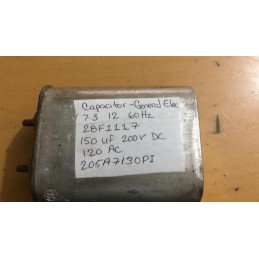 Capacitor - General Elec
7-3 12 60Hz
28F1117
150 uf 200V DC
120 AC
205A7130P1